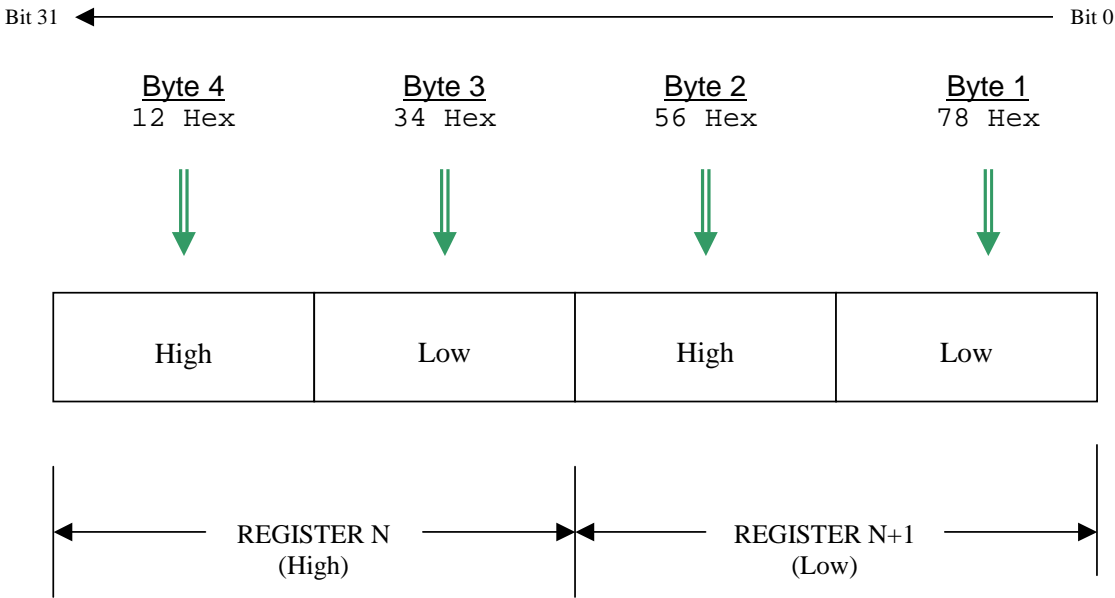 Bit 31 Bit 0
Byte 4 Byte 3 Byte 2 Byte 1
12 Hex 34 Hex 56 Hex 78 Hex
High Low High Low
REGISTER N REGISTER N+1
(High) (Low)